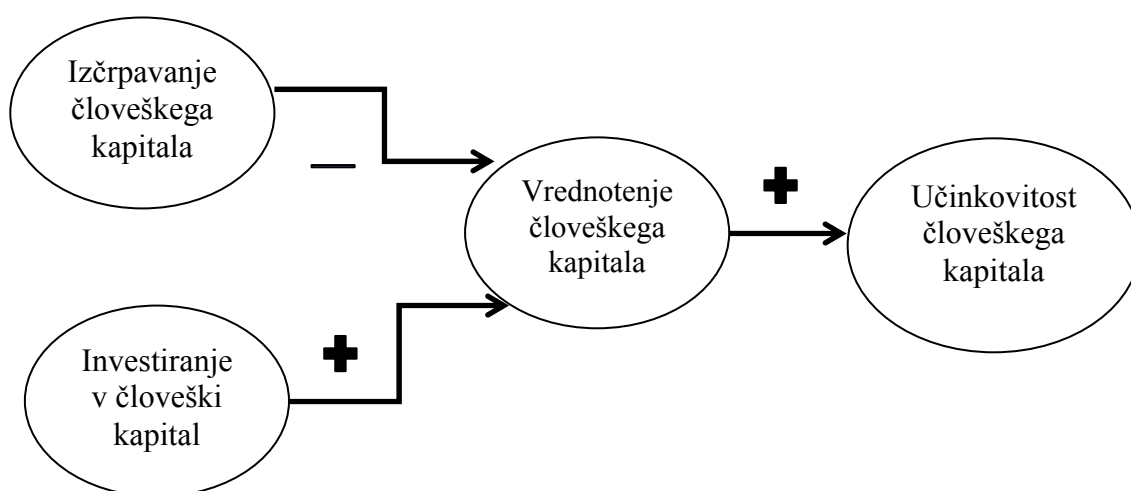 Izčrpavanje
človeškega
kapitala
–
Vrednotenje
človeškega
kapitala
+
Učinkovitost
človeškega
kapitala
Investiranje
v človeški
kapital
+